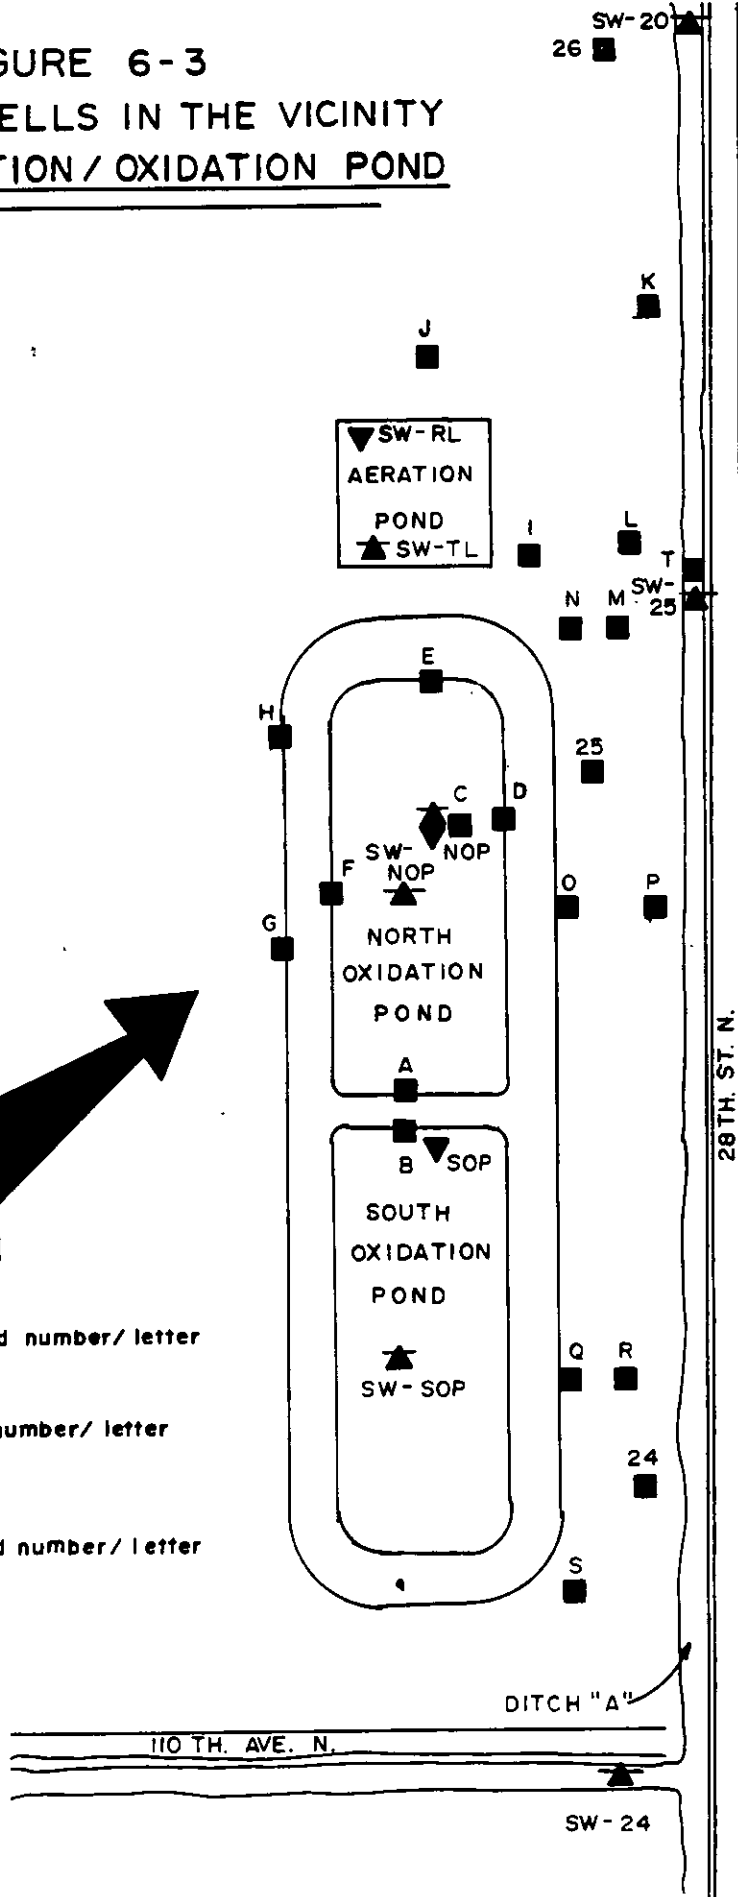 GURE 6-3
ELLS IN THE VICINITY
TION / OXIDATION POND
SW-20
26
K
J
SW-RL
AERATION
POND
SW-TL
I
L
T
SW-
25
N
M
E
H
25
C
D
SW-
NOP
NOP
F
O
P
G
NORTH
OXIDATION
POND
28TH. ST. N.
A
B
SOP
SOUTH
OXIDATION
POND
d number/ letter
SW-SOP
Q
R
number/ letter
24
d number/ letter
S
DITCH "A"
110 TH. AVE. N.
SW-24